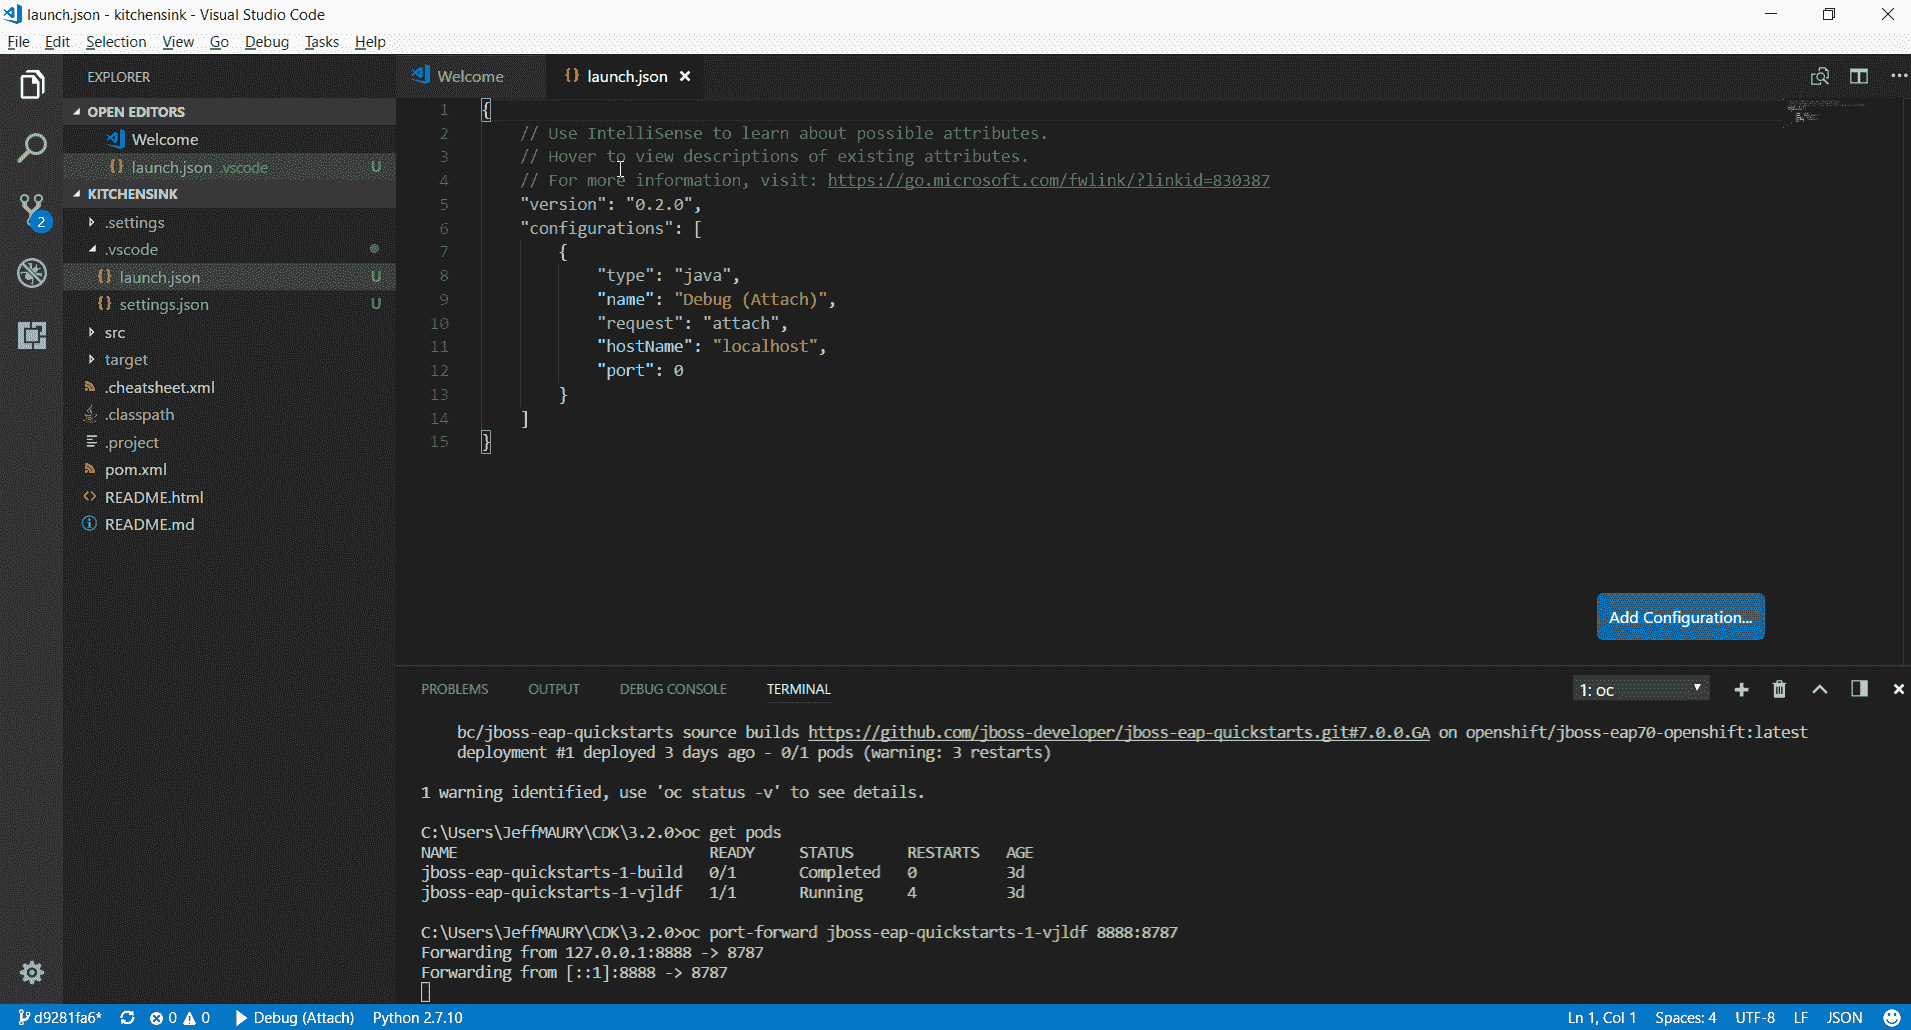 launch.json - kitchensink - Visual Studio Code
File Edit Selection View Go Debug Tasks Help
EXPLORER
OPEN EDITORS
Welcome
launch.json .vscode U
KITCHENSINK
.settings
.vscode
launch.json U
settings.json U
src
target
.cheatsheet.xml
.classpath
.project
pom.xml
README.html
README.md
2
Welcome launch.json
1 {
2 // Use IntelliSense to learn about possible attributes.
3 // Hover to view descriptions of existing attributes.
4 // For more information, visit: https://go.microsoft.com/fwlink/?linkid=830387
5 "version": "0.2.0",
6 "configurations": [
7 {
8 "type": "java",
9 "name": "Debug (Attach)",
10 "request": "attach",
11 "hostName": "localhost",
12 "port": 0
13 }
14 ]
15 }
Add Configuration...
PROBLEMS OUTPUT DEBUG CONSOLE TERMINAL 1: oc
bc/jboss-eap-quickstarts source builds https://github.com/jboss-developer/jboss-eap-quickstarts.git#7.0.0.GA on openshift/jboss-eap70-openshift:latest
deployment #1 deployed 3 days ago - 0/1 pods (warning: 3 restarts)
1 warning identified, use 'oc status -v' to see details.
C:\Users\JeffMAURY\CDK\3.2.0>oc get pods
NAME READY STATUS RESTARTS AGE
jboss-eap-quickstarts-1-build 0/1 Completed 0 3d
jboss-eap-quickstarts-1-vjldf 1/1 Running 4 3d
C:\Users\JeffMAURY\CDK\3.2.0>oc port-forward jboss-eap-quickstarts-1-vjldf 8888:8787
Forwarding from 127.0.0.1:8888 -> 8787
Forwarding from [::1]:8888 -> 8787
d9281fa6* 0 0 Debug (Attach) Python 2.7.10 Ln 1, Col 1 Spaces: 4 UTF-8 LF JSON